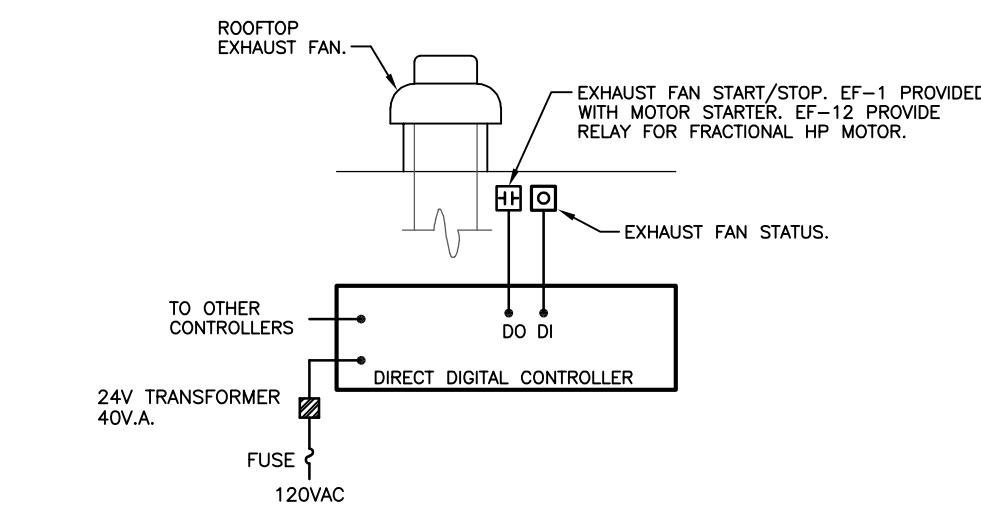 ROOFTOP
EXHAUST FAN.
EXHAUST FAN START/STOP. EF-1 PROVIDED
WITH MOTOR STARTER. EF-12 PROVIDE
RELAY FOR FRACTIONAL HP MOTOR.
EXHAUST FAN STATUS.
TO OTHER
CONTROLLERS
DO DI
DIRECT DIGITAL CONTROLLER
24V TRANSFORMER
40V.A.
FUSE
120VAC